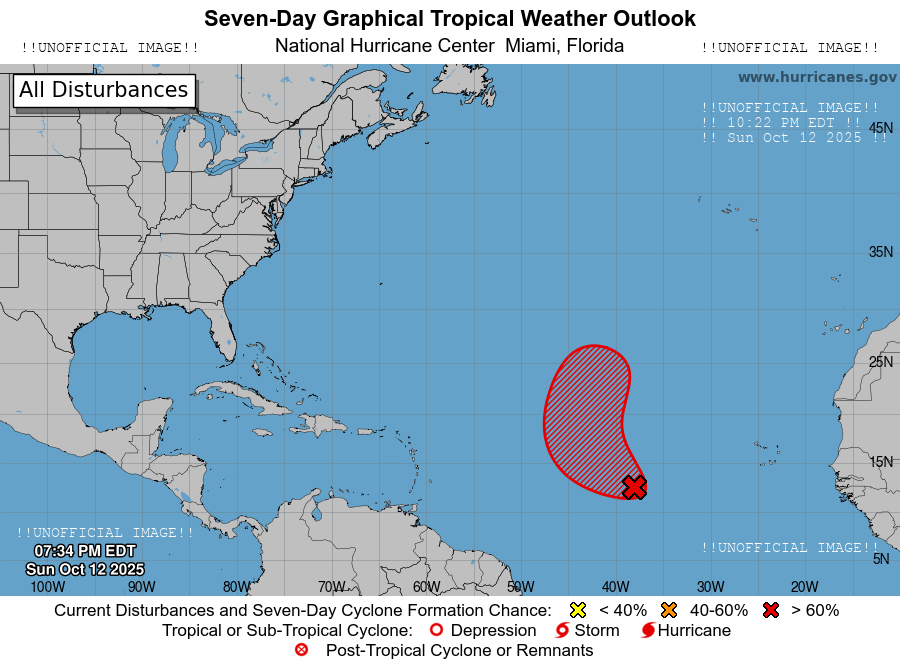 Seven-Day Graphical Tropical Weather Outlook
!!UNOFFICIAL IMAGE!!
National Hurricane Center Miami, Florida
!!UNOFFICIAL IMAGE!!
All Disturbances
www.hurricanes.gov
!!UNOFFICIAL IMAGE!!
!! 10:22 PM EDT !!
!! Sun Oct 12 2025 !!
45N
35N
25N
15N
!!UNOFFICIAL IMAGE!!
07:34 PM EDT
Sun Oct 12 2025
!!UNOFFICIAL IMAGE!!
5N
100W 90W 80W 70W 60W 50W 40W 30W 20W
Current Disturbances and Seven-Day Cyclone Formation Chance: < 40% 40-60% > 60%
Tropical or Sub-Tropical Cyclone: Depression Storm Hurricane
Post-Tropical Cyclone or Remnants